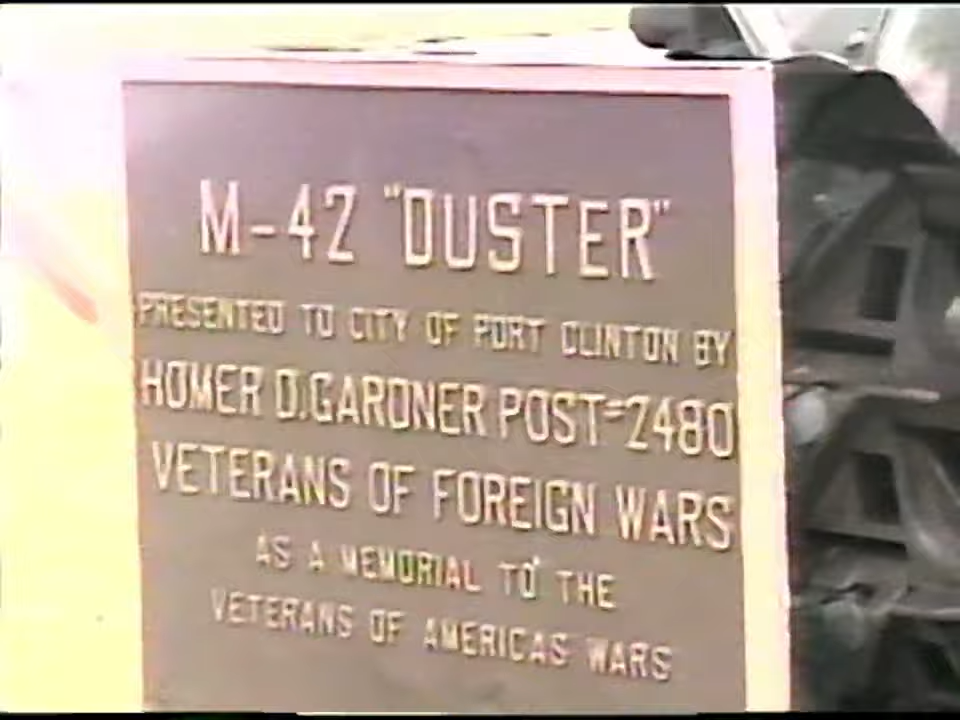 M-42 "DUSTER"
PRESENTED TO CITY OF PORT CLINTON BY
HOMER D. GARDNER POST=2480
VETERANS OF FOREIGN WARS
AS A MEMORIAL TO THE
VETERANS OF AMERICAS WARS